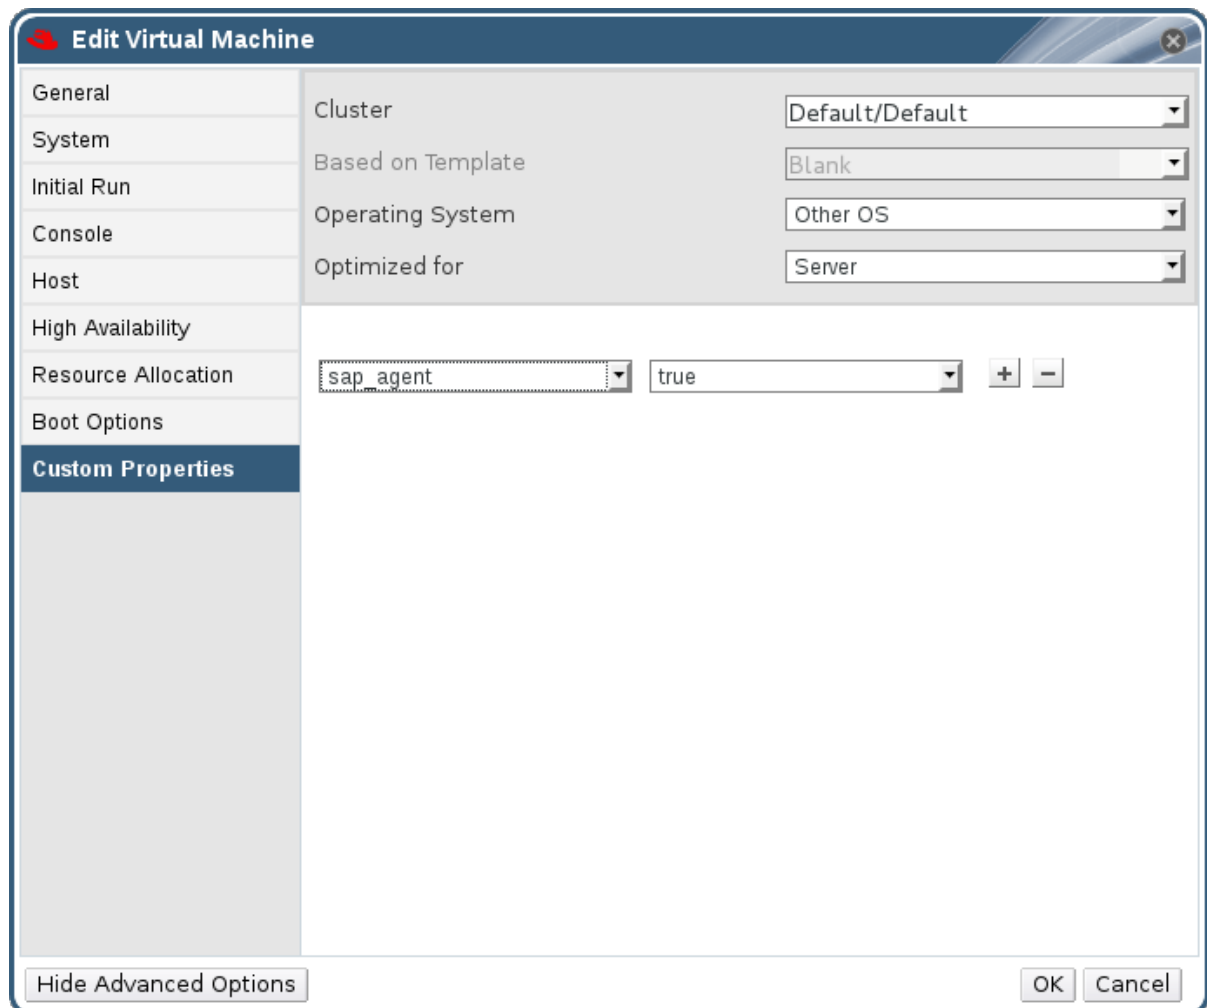 Edit Virtual Machine
General
System
Initial Run
Console
Host
High Availability
Resource Allocation
Boot Options
Custom Properties
Cluster Default/Default
Based on Template Blank
Operating System Other OS
Optimized for Server
sap_agent true + −
Hide Advanced Options OK Cancel